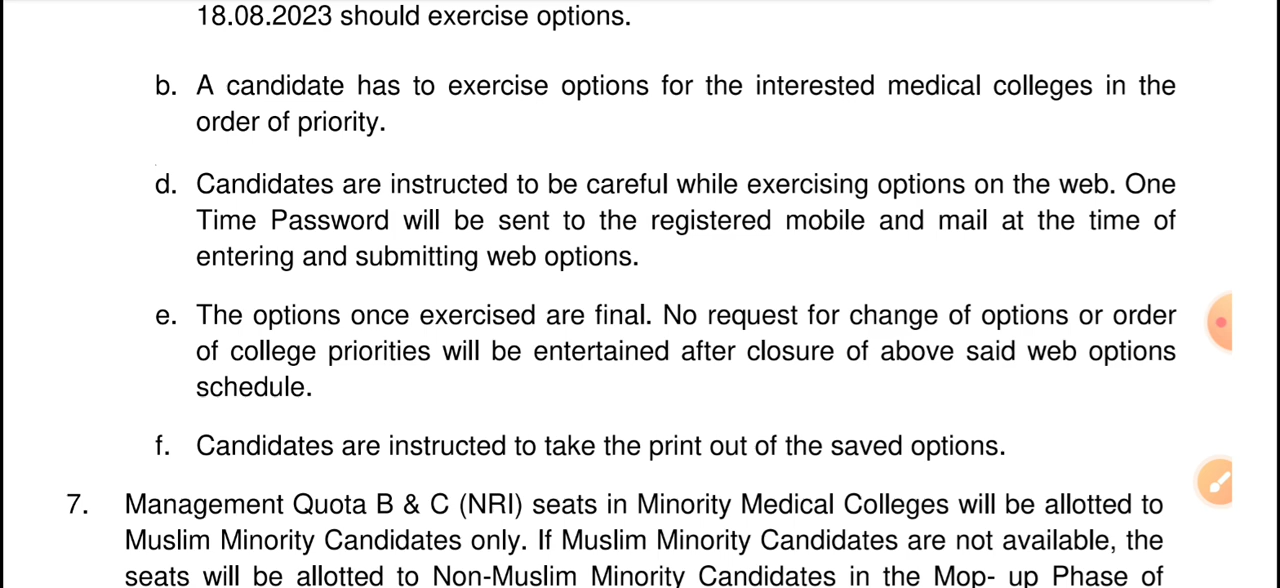 18.08.2023 should exercise options.
b. A candidate has to exercise options for the interested medical colleges in the
order of priority.
d. Candidates are instructed to be careful while exercising options on the web. One
Time Password will be sent to the registered mobile and mail at the time of
entering and submitting web options.
e. The options once exercised are final. No request for change of options or order
of college priorities will be entertained after closure of above said web options
schedule.
f. Candidates are instructed to take the print out of the saved options.
7. Management Quota B & C (NRI) seats in Minority Medical Colleges will be allotted to
Muslim Minority Candidates only. If Muslim Minority Candidates are not available, the
seats will be allotted to Non-Muslim Minority Candidates in the Mop- up Phase of